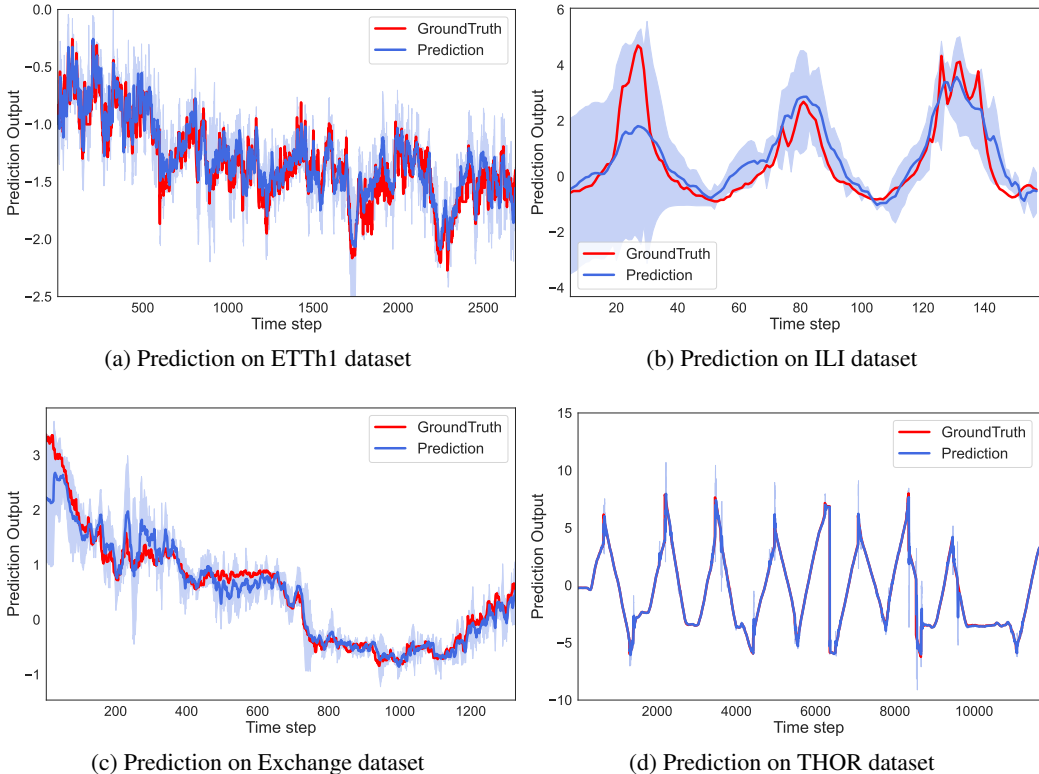 0.0
−0.5
−1.0
−1.5
−2.0
−2.5
Prediction Output
GroundTruth
Prediction
500
1000
1500
2000
2500
Time step
(a) Prediction on ETTh1 dataset
6
4
2
0
−2
−4
Prediction Output
GroundTruth
Prediction
20
40
60
80
100
120
140
Time step
(b) Prediction on ILI dataset
3
2
1
0
−1
Prediction Output
GroundTruth
Prediction
200
400
600
800
1000
1200
Time step
(c) Prediction on Exchange dataset
15
10
5
0
−5
−10
Prediction Output
GroundTruth
Prediction
2000
4000
6000
8000
10000
Time step
(d) Prediction on THOR dataset